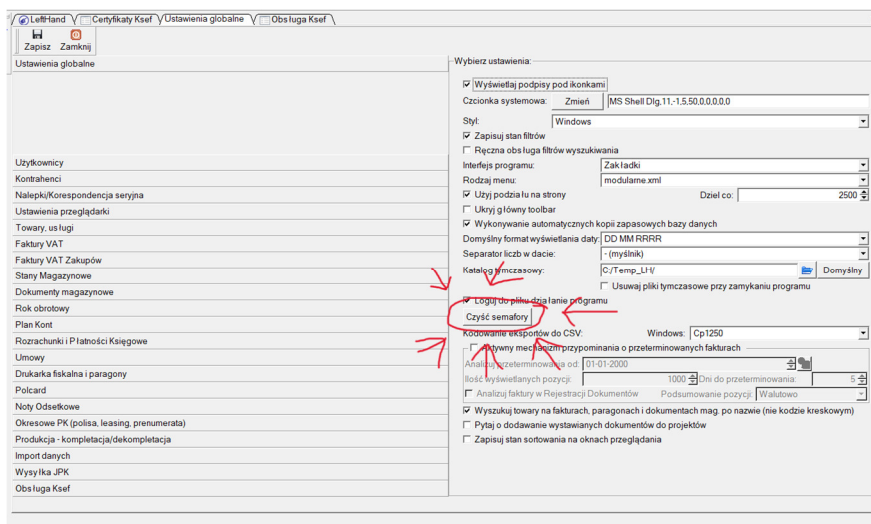 LeftHand Certyfikaty Ksef Ustawienia globalne Obsługa Ksef
Zapisz Zamknij
Ustawienia globalne
Użytkownicy
Kontrahenci
Nalepki/Korespondencja seryjna
Ustawienia przeglądarki
Towary, usługi
Faktury VAT
Faktury VAT Zakupów
Stany Magazynowe
Dokumenty magazynowe
Rok obrotowy
Plan Kont
Rozrachunki i Płatności Księgowe
Umowy
Drukarka fiskalna i paragony
Polcard
Noty Odsetkowe
Okresowe PK (polisa, leasing, prenumerata)
Produkcja - kompletacja/dekompletacja
Import danych
Wysyłka JPK
Obsługa Ksef
Wybierz ustawienia:
Wyświetlaj podpisy pod ikonkami
Czcionka systemowa: Zmień MS Shell Dlg,11,-1,5,50,0,0,0,0,0
Styl: Windows
Zapisuj stan filtrów
Ręczna obsługa filtrów wyszukiwania
Interfejs programu: Zakładki
Rodzaj menu: modularne.xml
Użyj podziału na strony Dziel co: 2500
Ukryj główny toolbar
Wykonywanie automatycznych kopii zapasowych bazy danych
Domyślny format wyświetlania daty: DD MM RRRR
Separator liczb w dacie: - (myślnik)
Katalog tymczasowy: C:/Temp_LH/ Domyślny
Usuwaj pliki tymczasowe przy zamykaniu programu
Loguj do pliku działanie programu
Czyść semafory
Kodowanie eksportów do CSV: Windows: Cp1250
Aktywny mechanizm przypominania o przeterminowanych fakturach
Analizuj przeterminowania od: 01-01-2000
Ilość wyświetlanych pozycji: 1000 Dni do przeterminowania: 5
Analizuj faktury w Rejestracji Dokumentów Podsumowanie pozycji: Walutowo
Wyszukuj towary na fakturach, paragonach i dokumentach mag. po nazwie (nie kodzie kreskowym)
Pytaj o dodawanie wystawianych dokumentów do projektów
Zapisuj stan sortowania na oknach przeglądania